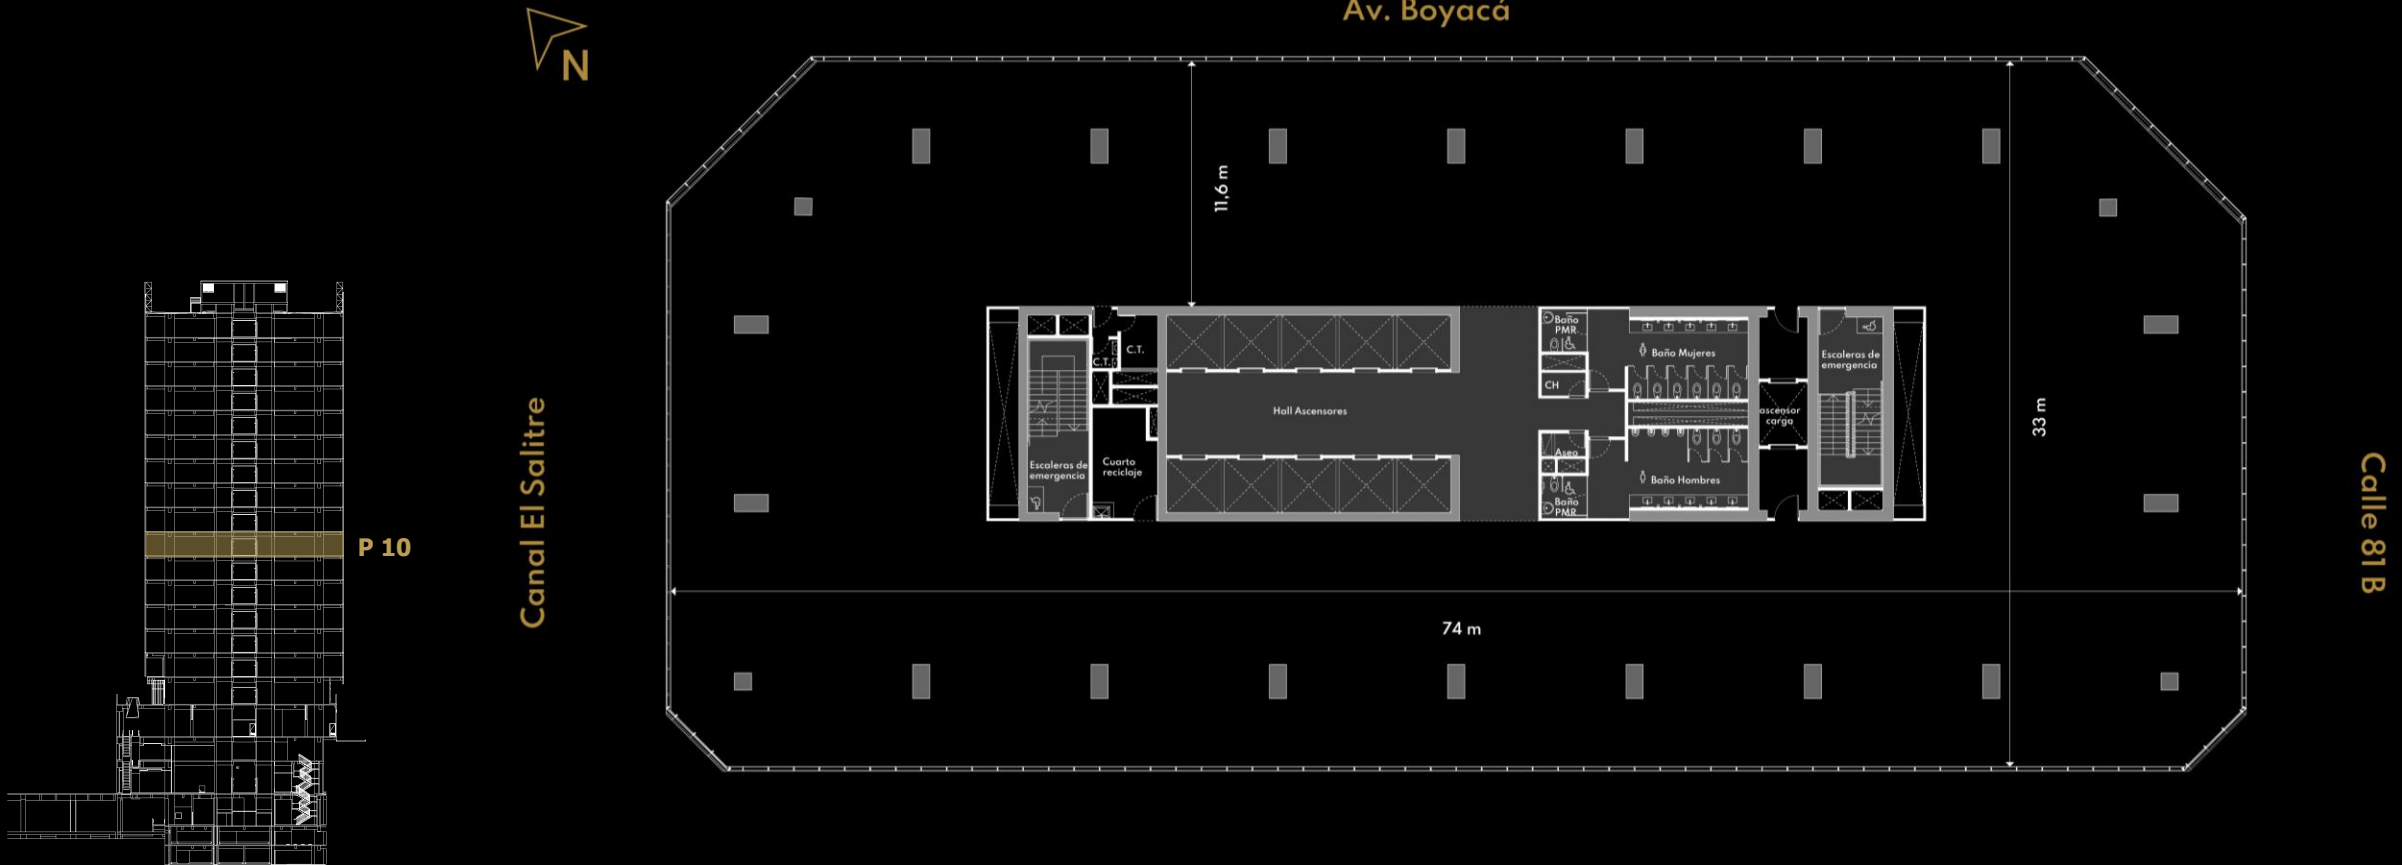 Av. Boyacá
N
11,6 m
33 m
74 m
Canal El Salitre
Calle 81 B
P 10
C.T.
C.T.
Escaleras de
emergencia
Cuarto
reciclaje
Hall Ascensores
Baño
PMR
CH
Baño Mujeres
Aseo
Baño
PMR
Baño Hombres
ascensor
carga
Escaleras de
emergencia